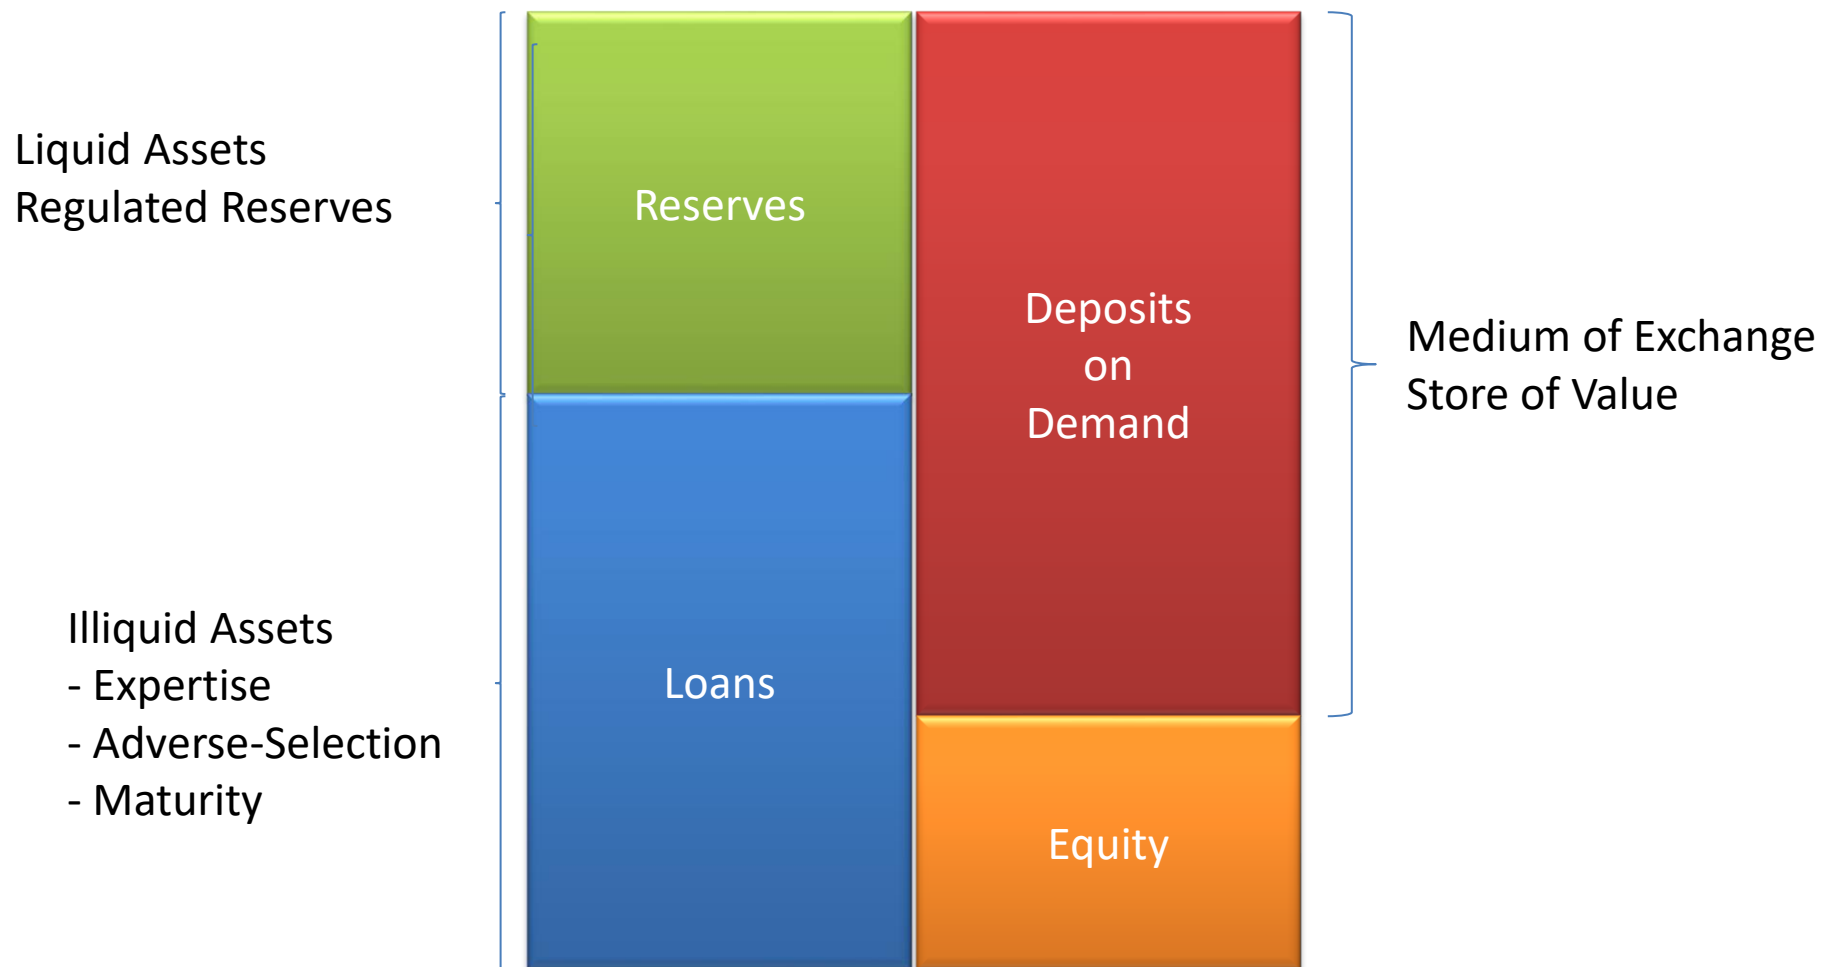 Liquid Assets
Regulated Reserves
Reserves
Deposits
on
Demand
Medium of Exchange
Store of Value
Illiquid Assets
- Expertise
- Adverse-Selection
- Maturity
Loans
Equity